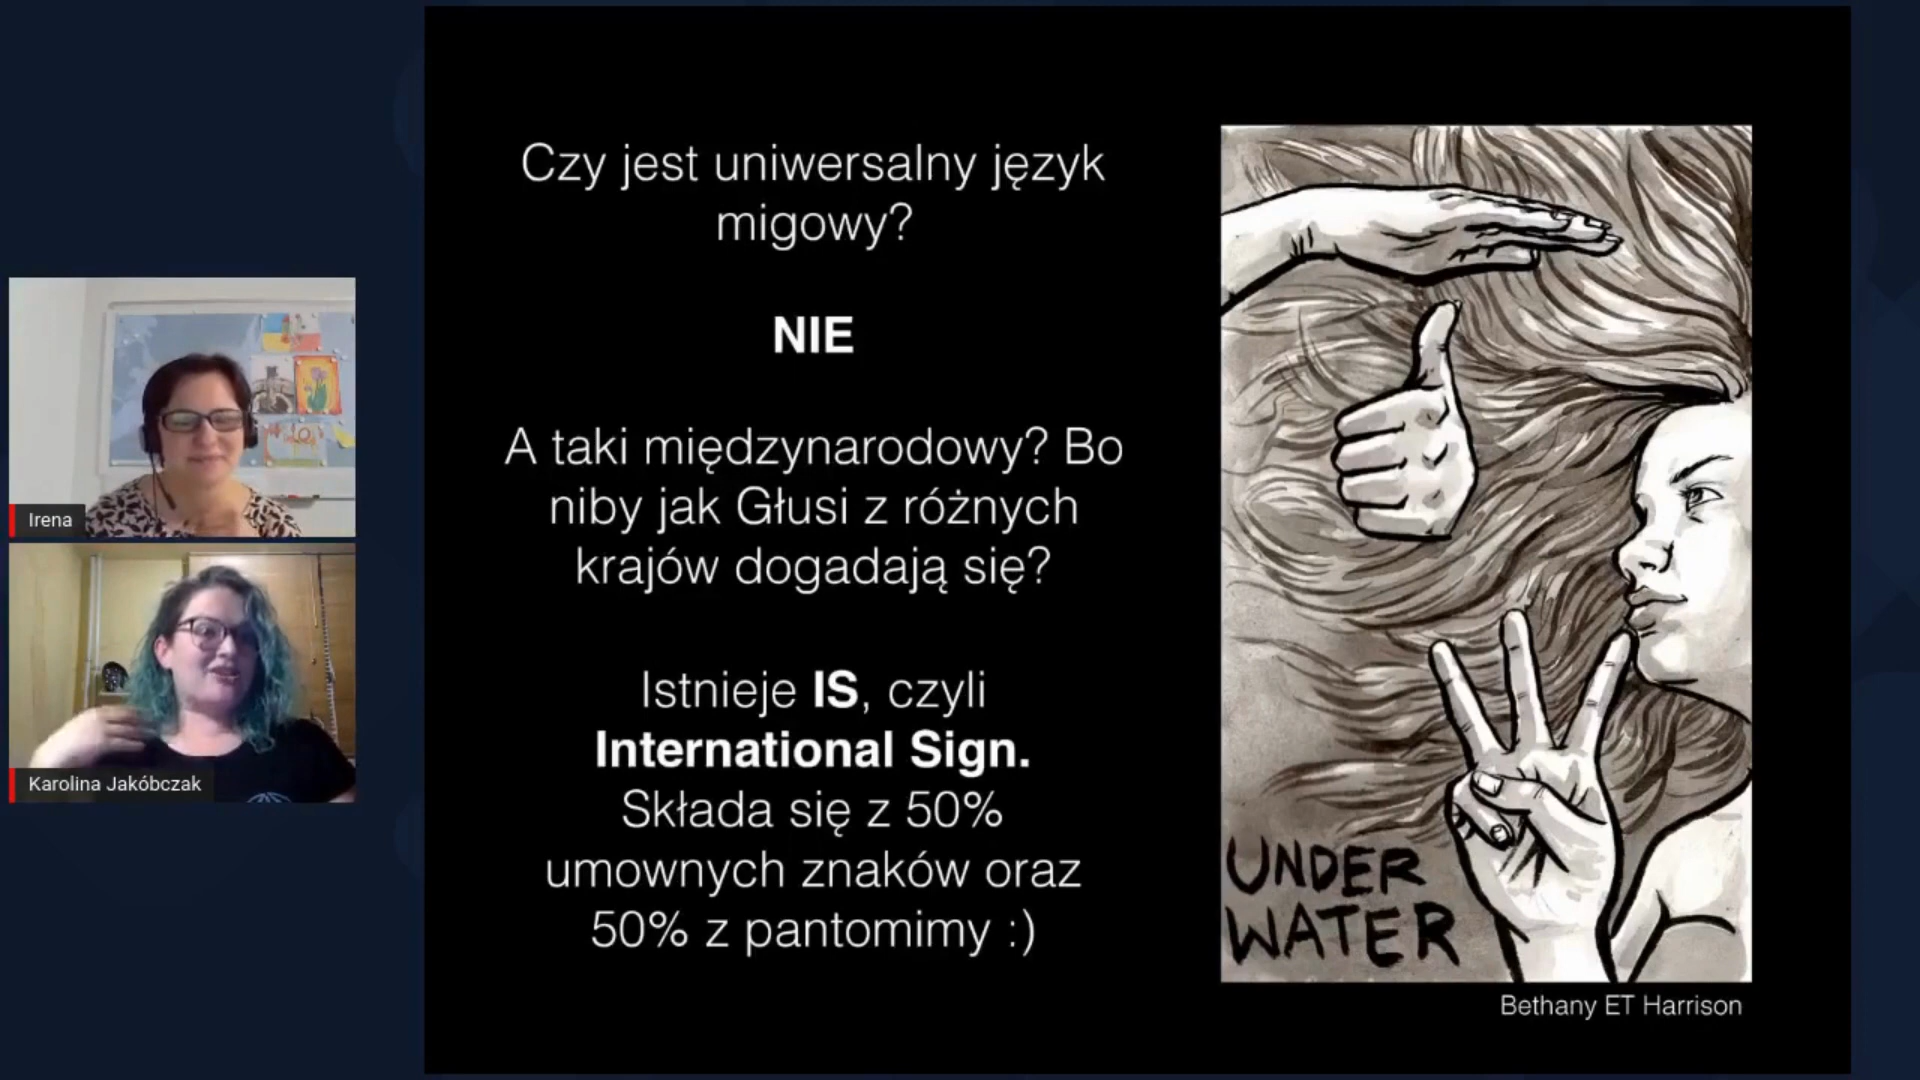 Czy jest uniwersalny język
migowy?
NIE
A taki międzynarodowy? Bo
niby jak Głusi z różnych
krajów dogadają się?
Istnieje IS, czyli
International Sign.
Składa się z 50%
umownych znaków oraz
50% z pantomimy :)
UNDER
WATER
Bethany ET Harrison
Irena
Karolina Jakóbczak